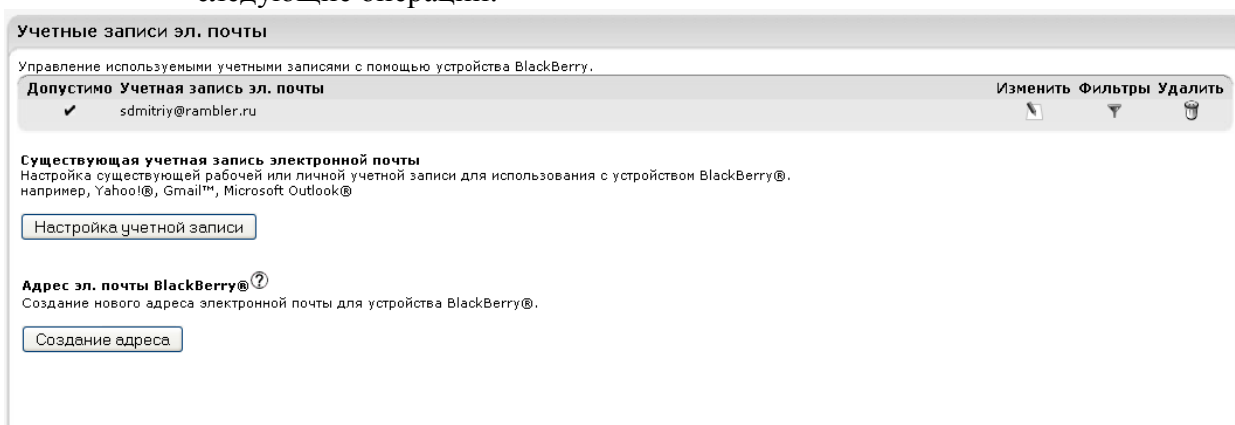 следующие операции:
Учетные записи эл. почты
Управление используемыми учетными записями с помощью устройства BlackBerry.
Допустимо Учетная запись эл. почты Изменить Фильтры Удалить
sdmitriy@rambler.ru
Существующая учетная запись электронной почты
Настройка существующей рабочей или личной учетной записи для использования с устройством BlackBerry®.
например, Yahoo!®, Gmail™, Microsoft Outlook®
Настройка учетной записи
Адрес эл. почты BlackBerry® ?
Создание нового адреса электронной почты для устройства BlackBerry®.
Создание адреса